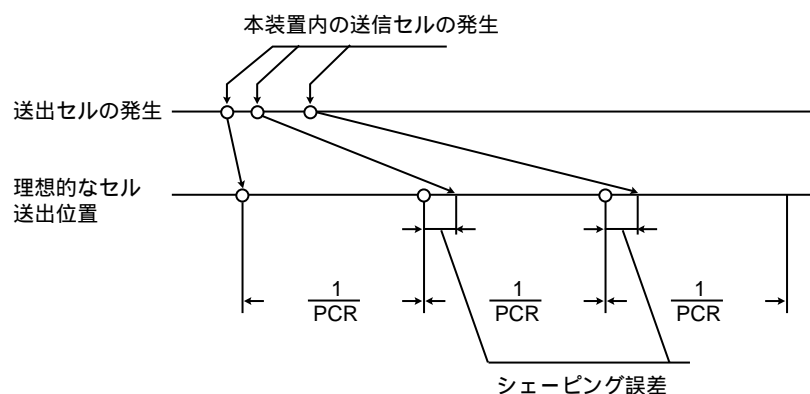 本装置内の送信セルの発生
送出セルの発生
理想的なセル
送出位置
1
PCR
1
PCR
1
PCR
シェーピング誤差